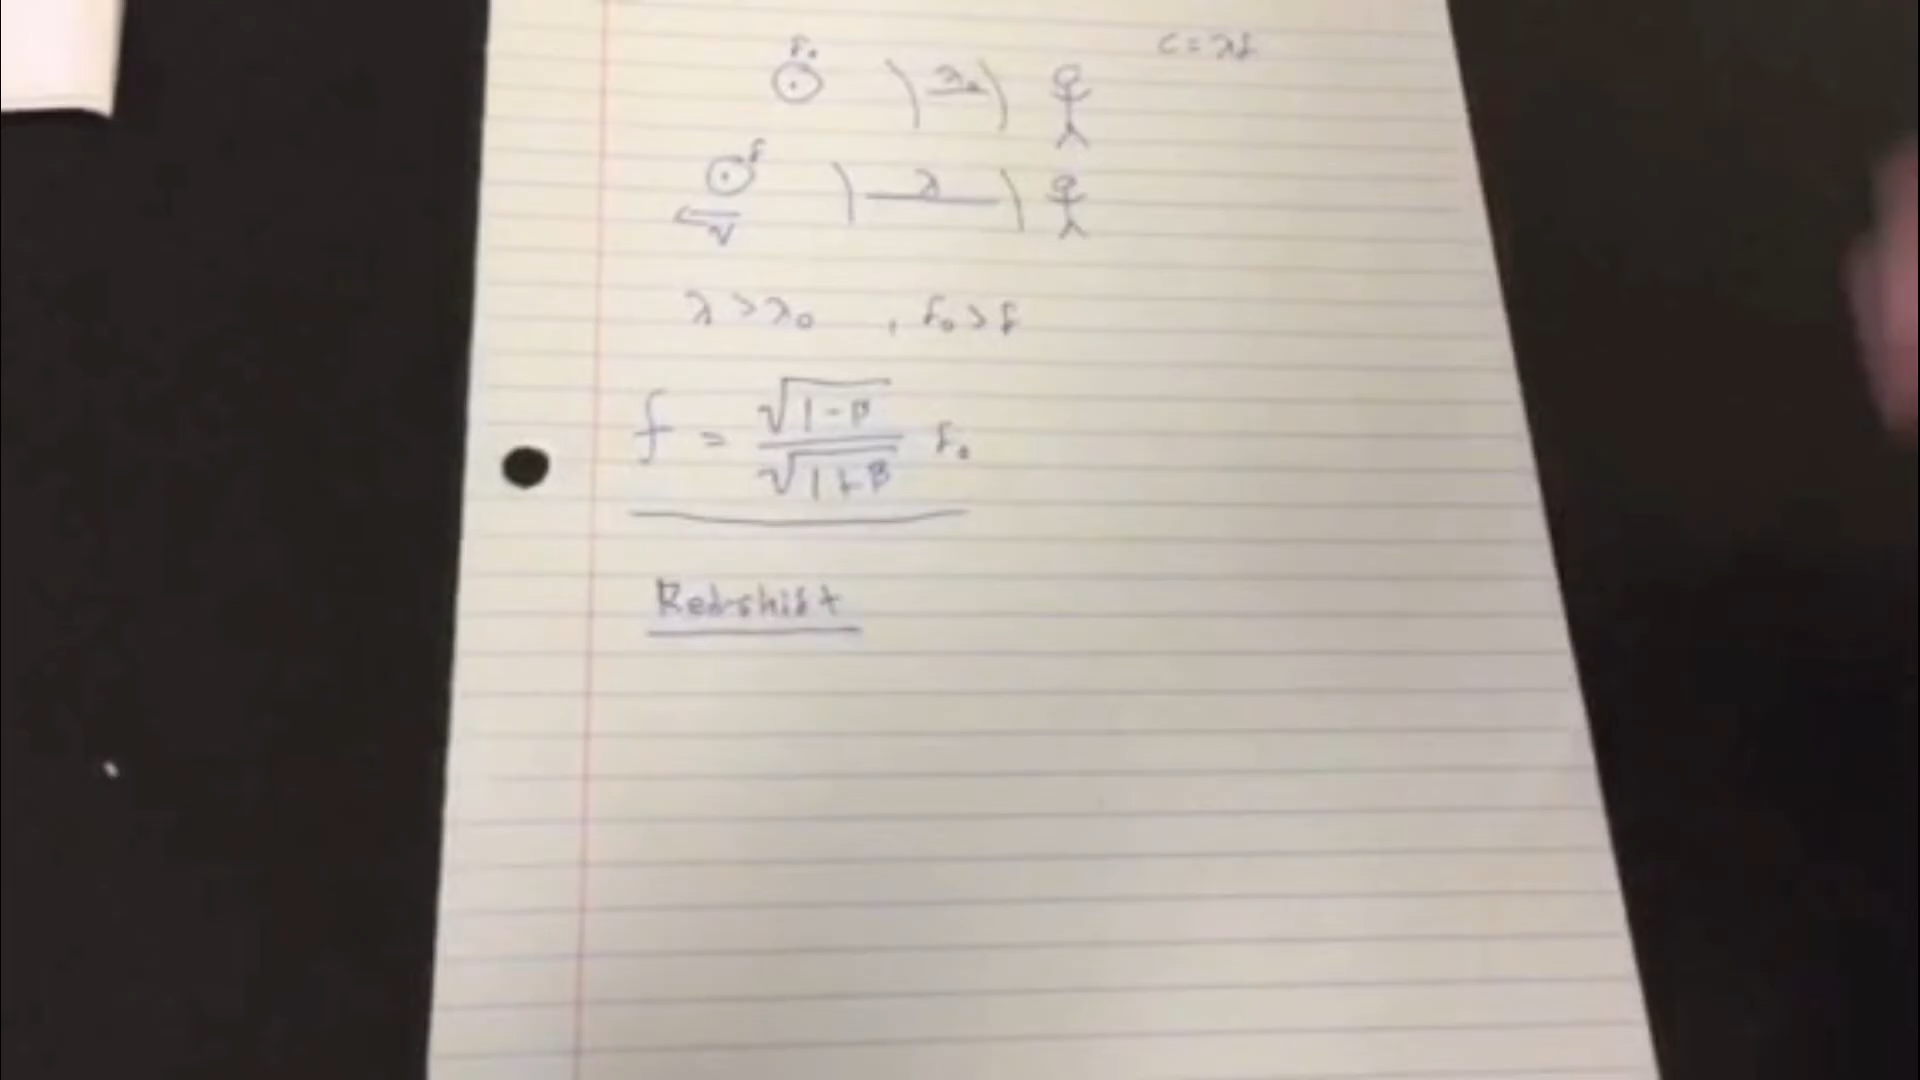 f₀ λ₀ c = λf
f λ
v
λ > λ₀ , f₀ > f
f = √(1-β) / √(1+β) f₀
Redshift